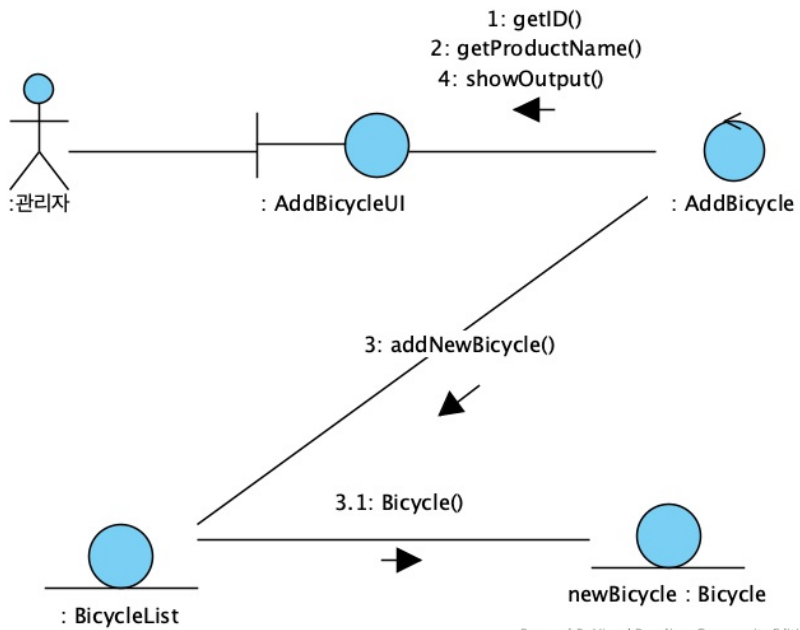 1: getID()
2: getProductName()
4: showOutput()
:관리자
: AddBicycleUI
: AddBicycle
3: addNewBicycle()
3.1: Bicycle()
: BicycleList
newBicycle : Bicycle